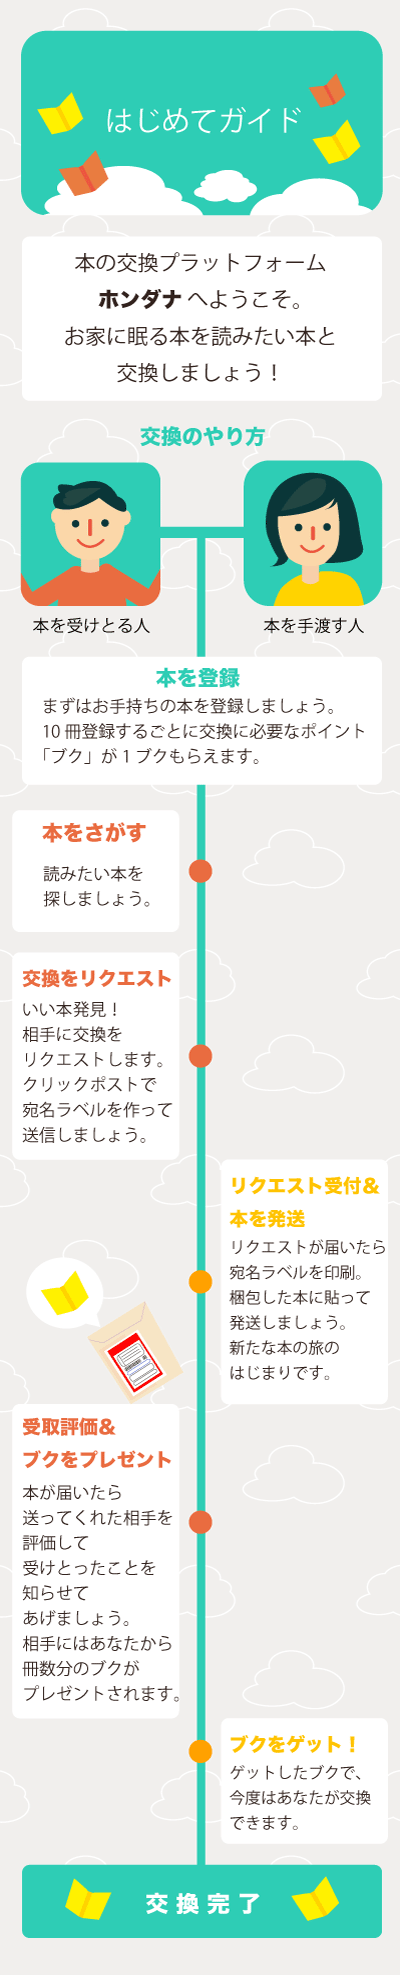 はじめてガイド
本の交換プラットフォーム
ホンダナ へようこそ。
お家に眠る本を読みたい本と
交換しましょう！
交換のやり方
本を受けとる人
本を手渡す人
本を登録
まずはお手持ちの本を登録しましょう。
10 冊登録するごとに交換に必要なポイント
「ブク」が 1 ブクもらえます。
本をさがす
読みたい本を
探しましょう。
交換をリクエスト
いい本発見！
相手に交換を
リクエストします。
クリックポストで
宛名ラベルを作って
送信しましょう。
リクエスト受付＆
本を発送
リクエストが届いたら
宛名ラベルを印刷。
梱包した本に貼って
発送しましょう。
新たな本の旅の
はじまりです。
受取評価＆
ブクをプレゼント
本が届いたら
送ってくれた相手を
評価して
受けとったことを
知らせて
あげましょう。
相手にはあなたから
冊数分のブクが
プレゼントされます。
ブクをゲット！
ゲットしたブクで、
今度はあなたが交換
できます。
交換完了